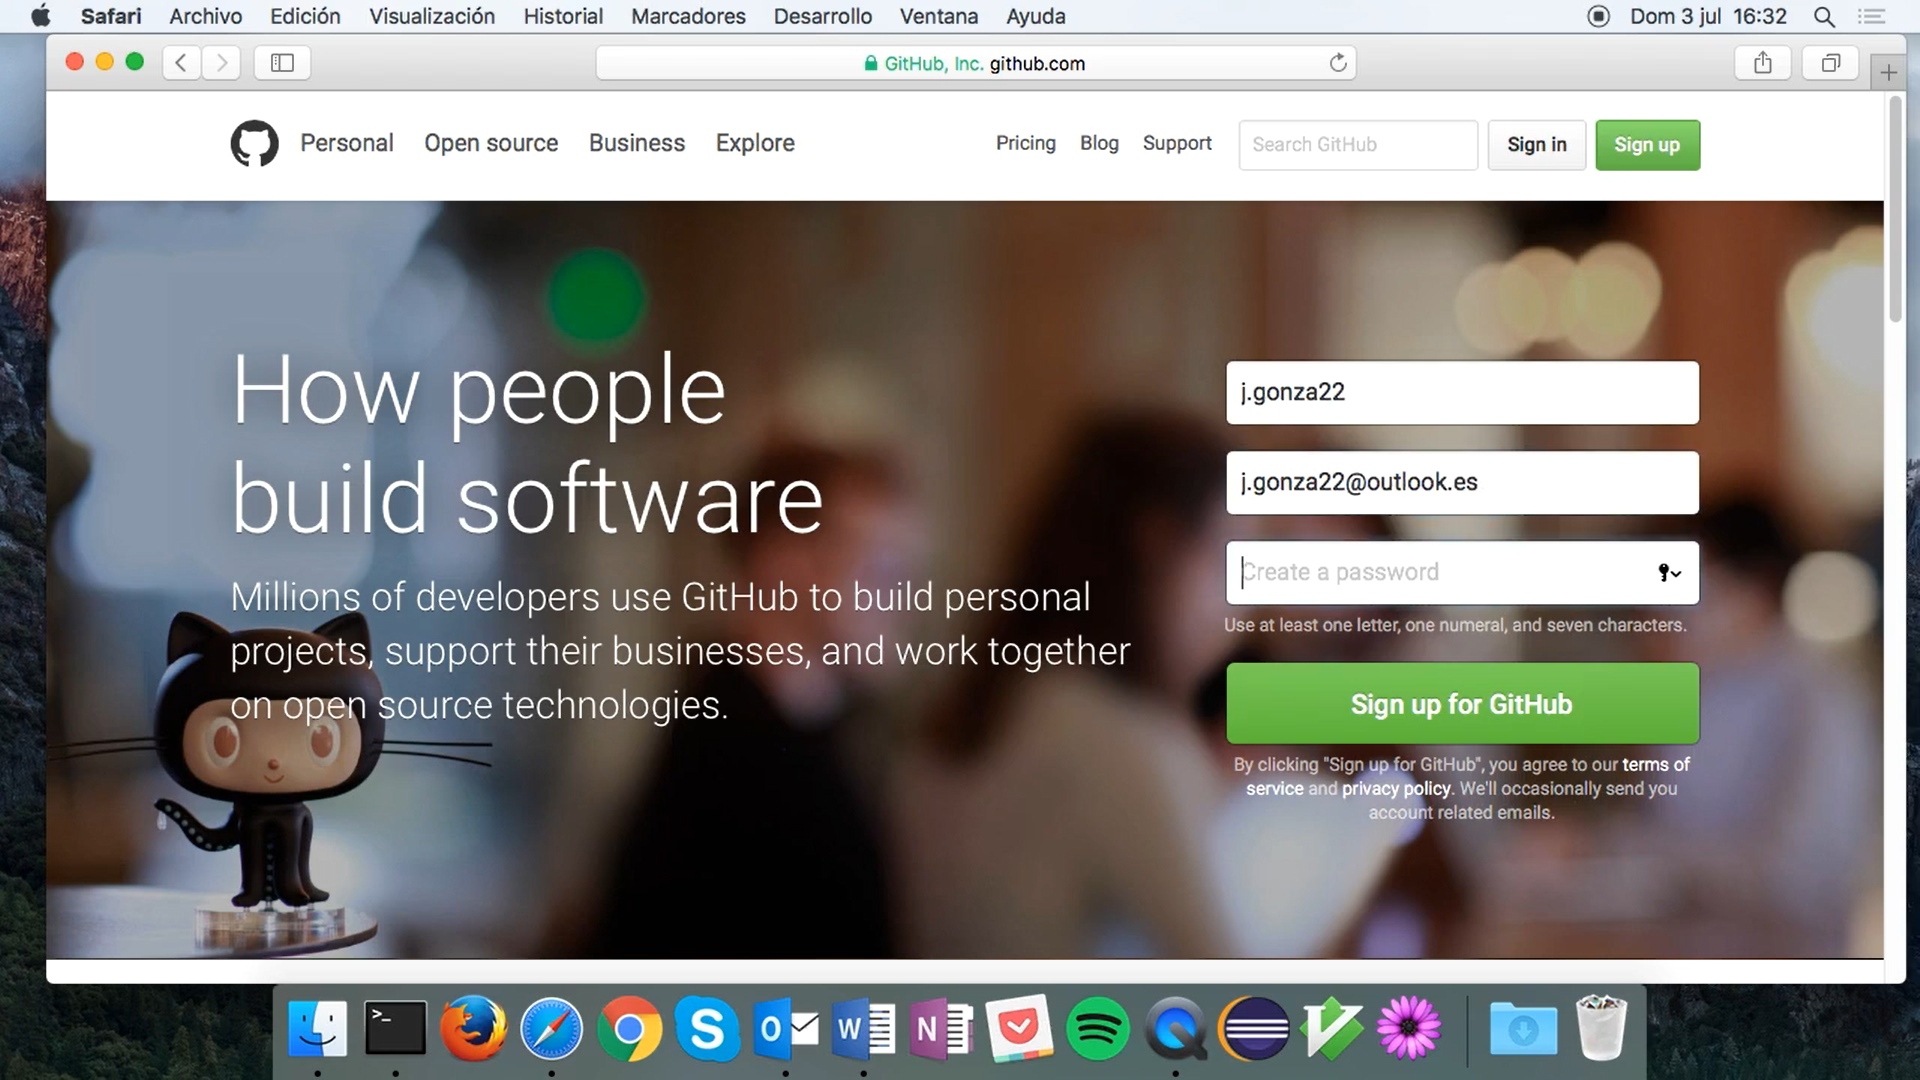 Safari Archivo Edición Visualización Historial Marcadores Desarrollo Ventana Ayuda Dom 3 jul 16:32
GitHub, Inc. github.com
Personal Open source Business Explore Pricing Blog Support Search GitHub Sign in Sign up
How people
build software
Millions of developers use GitHub to build personal
projects, support their businesses, and work together
on open source technologies.
j.gonza22
j.gonza22@outlook.es
Create a password
Use at least one letter, one numeral, and seven characters.
Sign up for GitHub
By clicking "Sign up for GitHub", you agree to our terms of
service and privacy policy. We'll occasionally send you
account related emails.